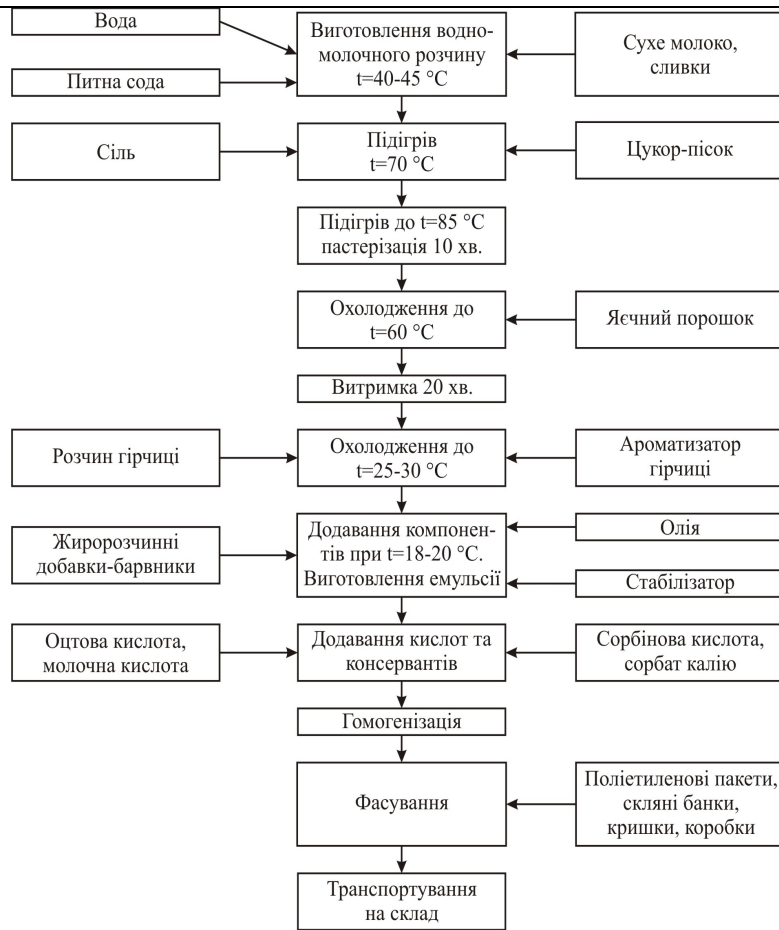 Вода
Виготовлення водно-
молочного розчину
t=40-45 °C
Сухе молоко,
сливки
Питна сода
Сіль
Підігрів
t=70 °C
Цукор-пісок
Підігрів до t=85 °C
пастерізація 10 хв.
Охолодження до
t=60 °C
Яєчний порошок
Витримка 20 хв.
Розчин гірчиці
Охолодження до
t=25-30 °C
Ароматизатор
гірчиці
Жиророзчинні
добавки-барвники
Додавання компонен-
тів при t=18-20 °C.
Виготовлення емульсії
Олія
Стабілізатор
Оцтова кислота,
молочна кислота
Додавання кислот та
консервантів
Сорбінова кислота,
сорбат калію
Гомогенізація
Фасування
Поліетиленові пакети,
скляні банки,
кришки, коробки
Транспортування
на склад